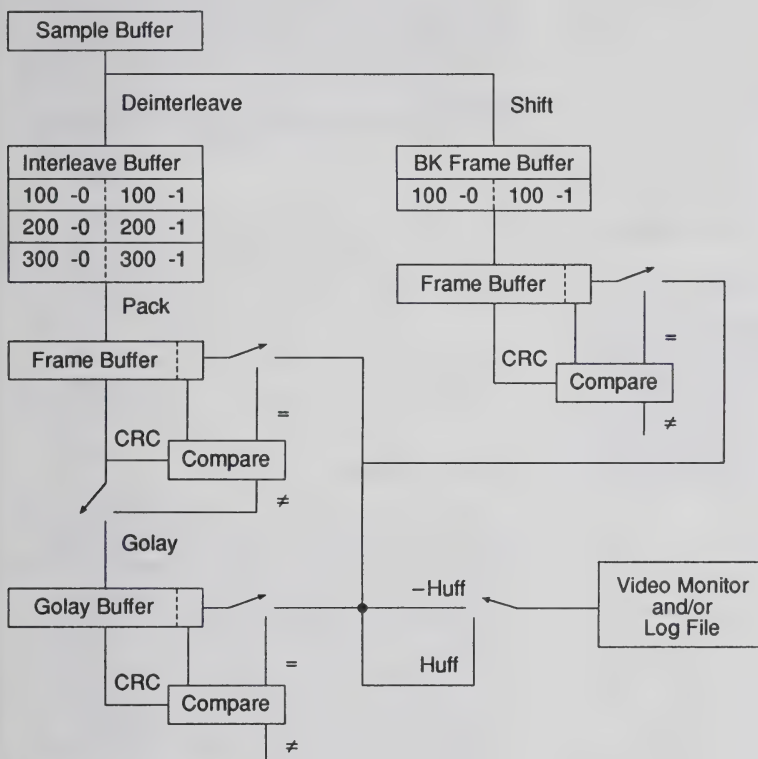 Sample Buffer
Deinterleave
Shift
Interleave Buffer
100 -0 100 -1
200 -0 200 -1
300 -0 300 -1
BK Frame Buffer
100 -0 100 -1
Pack
Frame Buffer
CRC
=
Compare
≠
Frame Buffer
CRC
=
Compare
≠
Golay
Golay Buffer
CRC
=
Compare
≠
–Huff
Huff
Video Monitor
and/or
Log File